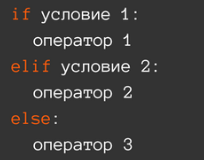 if условие 1:
оператор 1
elif условие 2:
оператор 2
else:
оператор 3